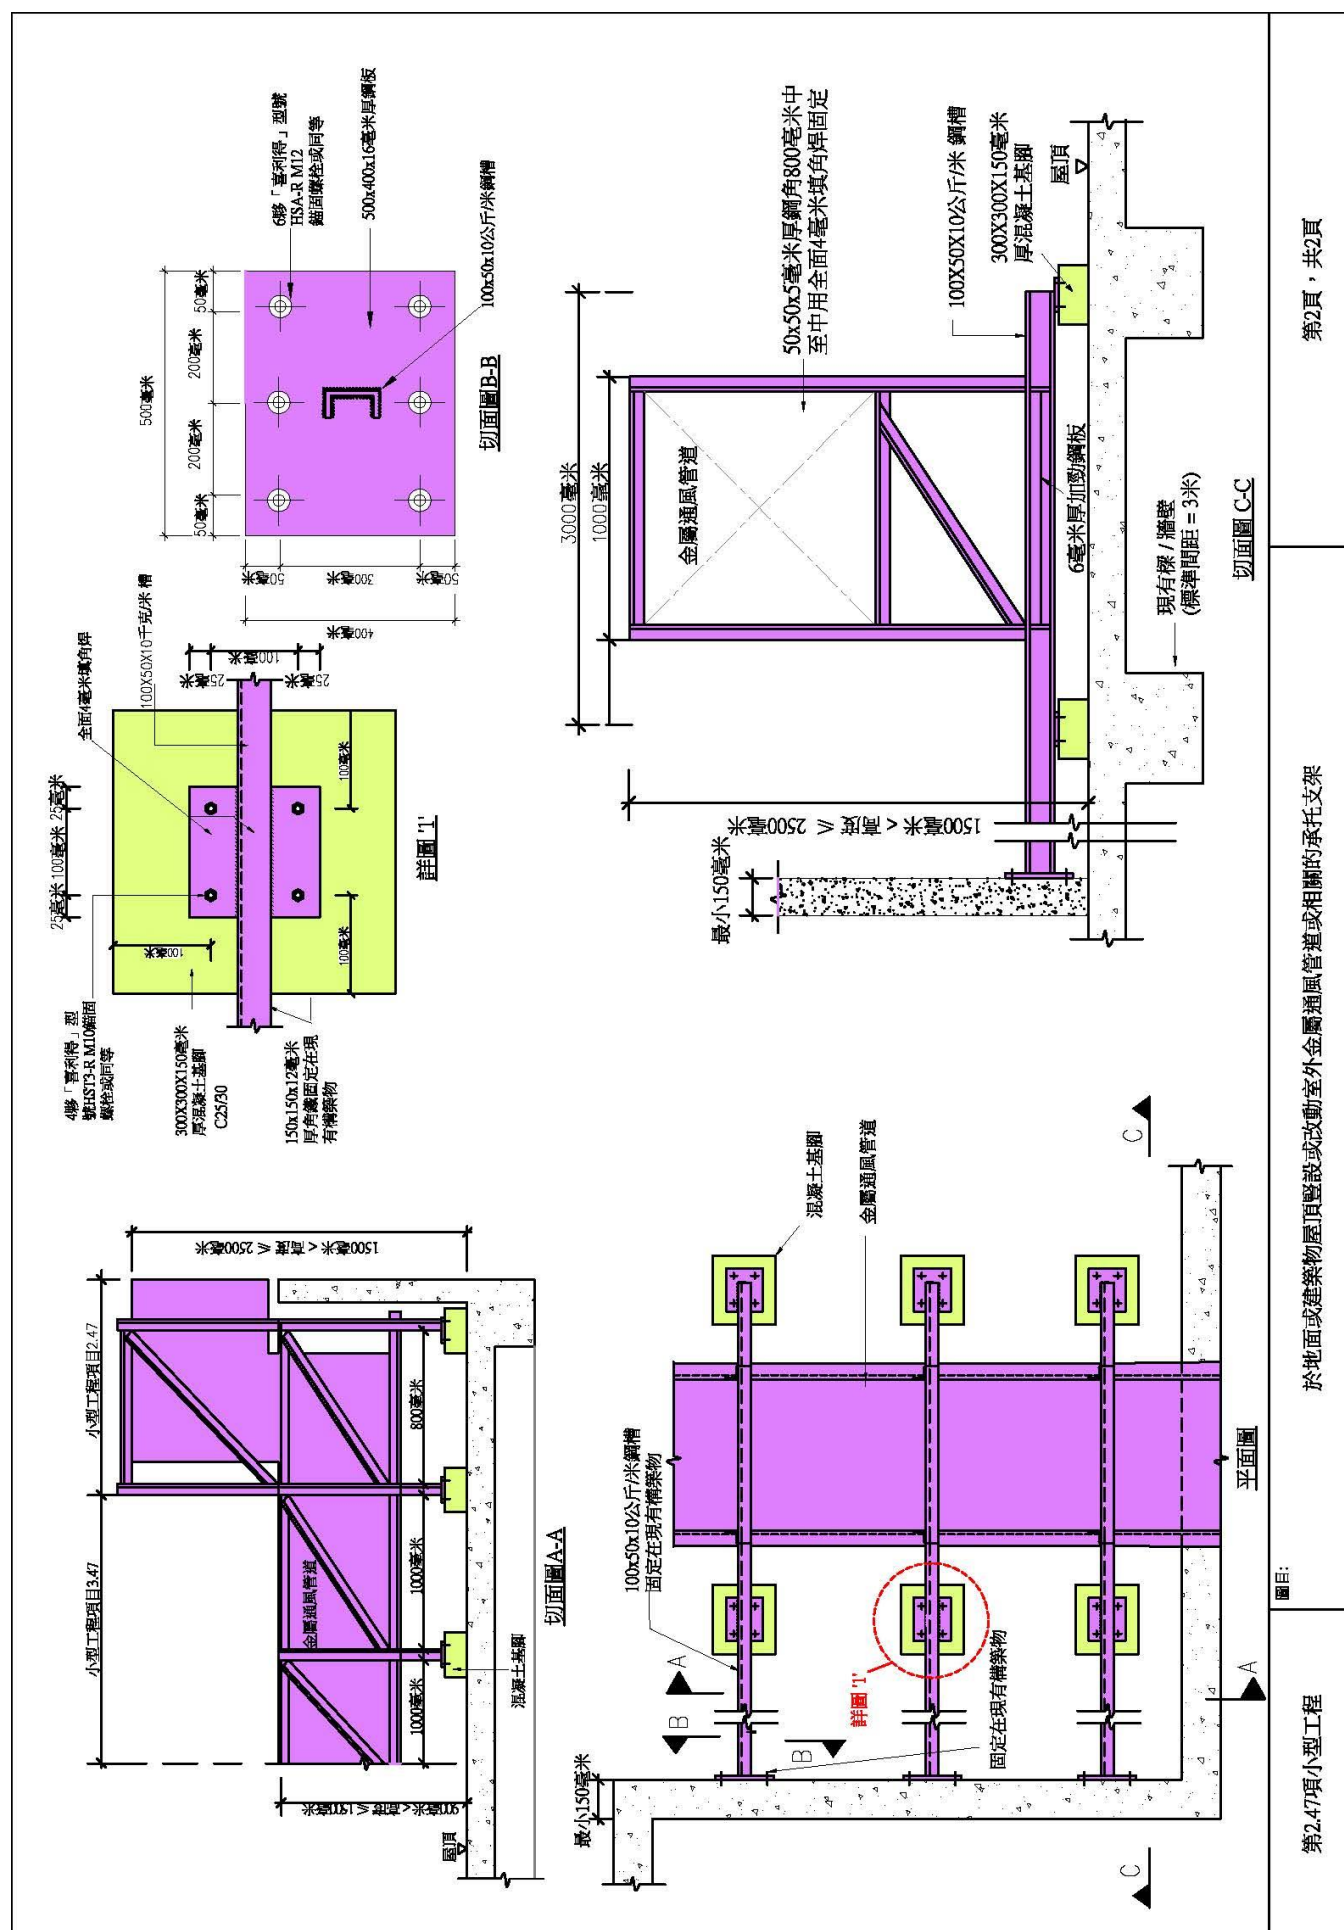 小型工程項目3.47
小型工程項目2.47
1500毫米 < 高度 ≤ 2500毫米
金屬通風管道
1000毫米
1000毫米
800毫米
屋頂
混凝土基腳
切面圖A-A
4夥「喜利得」型
號HST3-R M10錨固
螺栓或同等
300X300X150毫米
厚混凝土基腳
C25/30
150x150x12毫米
厚角鐵固定在現
有構築物
25毫米
100毫米
25毫米
全面4毫米填角焊
100X50X10千克/米 槽
100毫米
100毫米
100毫米
25毫米
100毫米
25毫米
詳圖 '1'
500毫米
50毫米
200毫米
200毫米
50毫米
50毫米
300毫米
50毫米
400毫米
6夥「喜利得」型號
HSA-R M12
錨固螺栓或同等
500x400x16毫米厚鋼板
100x50x10公斤/米鋼槽
切面圖B-B
最小150毫米
100x50x10公斤/米鋼槽
固定在現有構築物
詳圖 '1'
固定在現有構築物
混凝土基腳
金屬通風管道
A
A
B
B
C
C
平面圖
最小150毫米
1500毫米 < 高度 ≤ 2500毫米
3000毫米
1000毫米
金屬通風管道
50x50x5毫米厚鋼角800毫米中
至中用全面4毫米填角焊固定
100X50X10公斤/米 鋼槽
300X300X150毫米
厚混凝土基腳
屋頂
6毫米厚加勁鋼板
現有樑 / 牆壁
(標準間距 = 3米)
切面圖 C-C
第2.47項小型工程
圖目:
於地面或建築物屋頂豎設或改動室外金屬通風管道或相關的承托支架
第2頁，共2頁